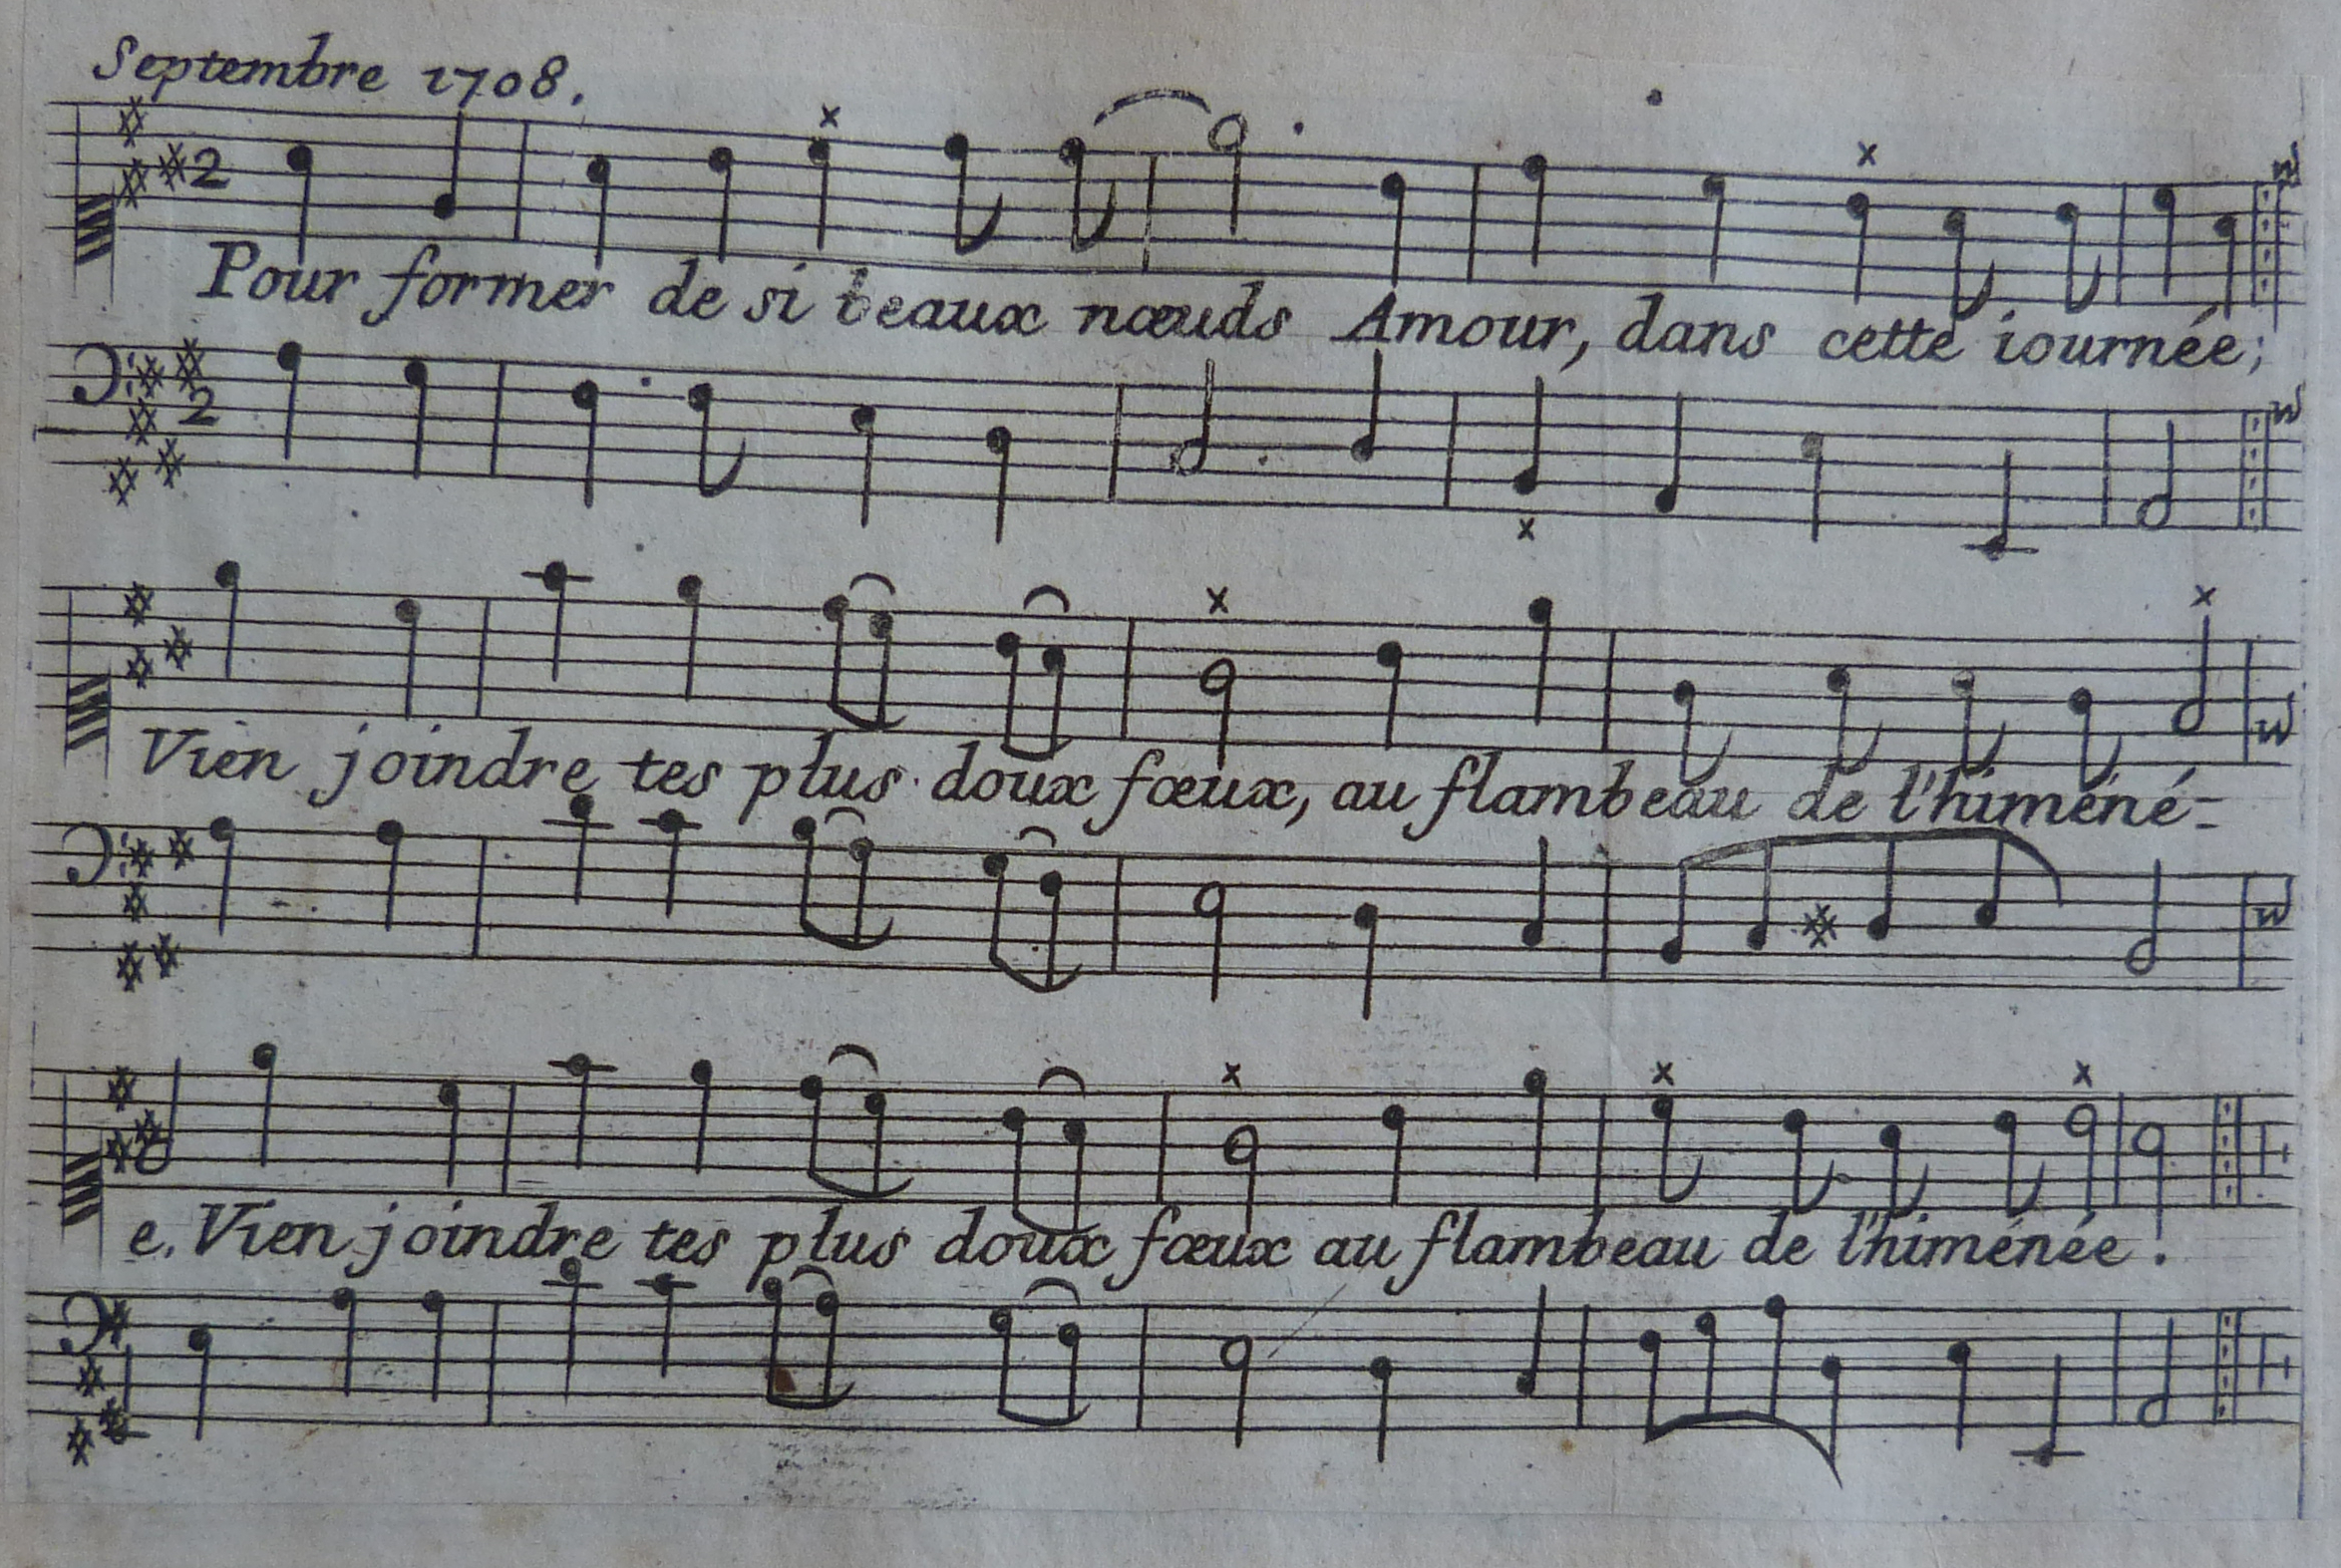 Septembre 1708.
2
Pour former de si beaux nœuds Amour, dans cette iournée;
2
Vien joindre tes plus doux fœux, au flambeau de l'himéné-
e. Vien joindre tes plus doux fœux au flambeau de l'himénée.